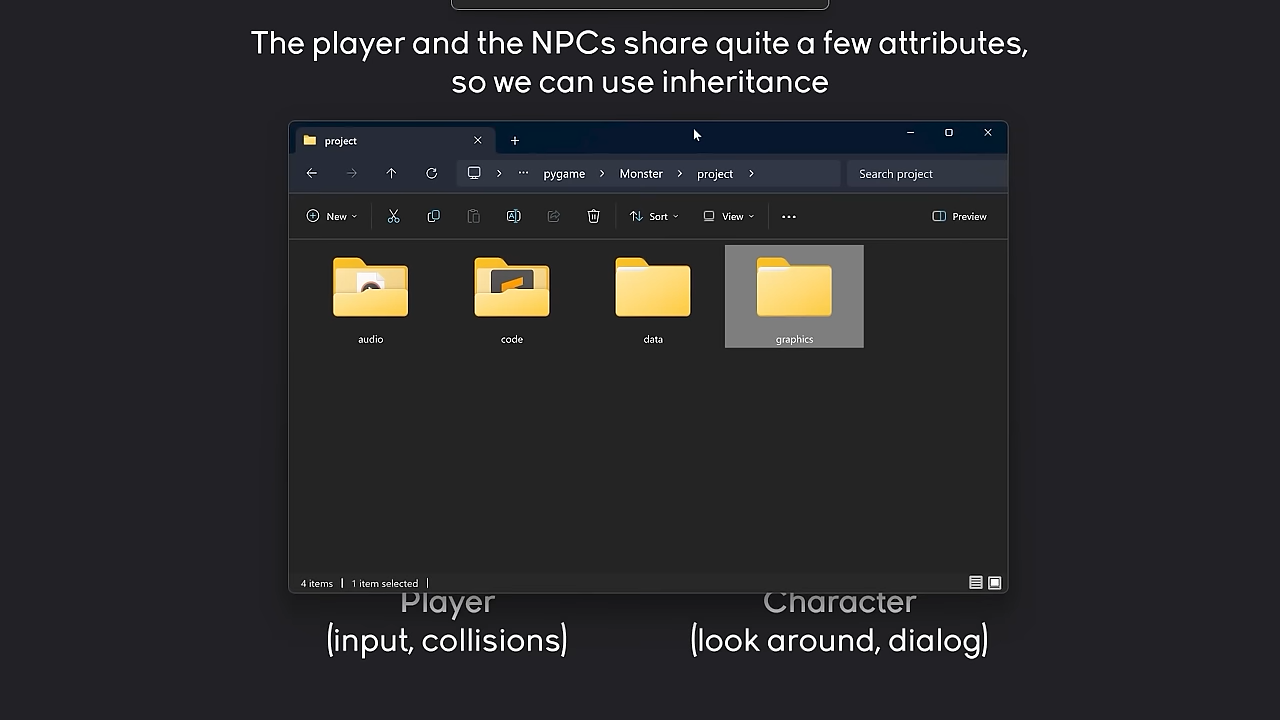 The player and the NPCs share quite a few attributes,
so we can use inheritance
project
pygame Monster project
Search project
New
Sort
View
Preview
audio
code
data
graphics
4 items
1 item selected
Player
Character
(input, collisions)
(look around, dialog)